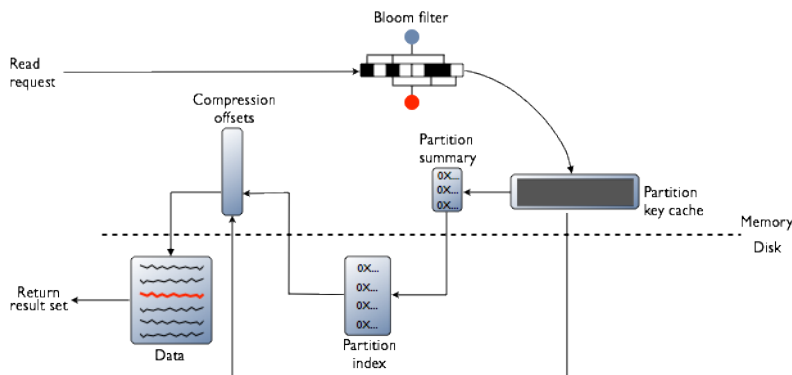 Bloom filter
Read
request
Compression
offsets
Partition
summary
0X...
0X...
0X...
Partition
key cache
Memory
Disk
0X...
0X...
0X...
0X...
Return
result set
Data
Partition
index